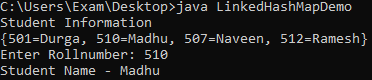 C:\Users\Exam\Desktop>java LinkedHashMapDemo
Student Information
{501=Durga, 510=Madhu, 507=Naveen, 512=Ramesh}
Enter Rollnumber: 510
Student Name - Madhu